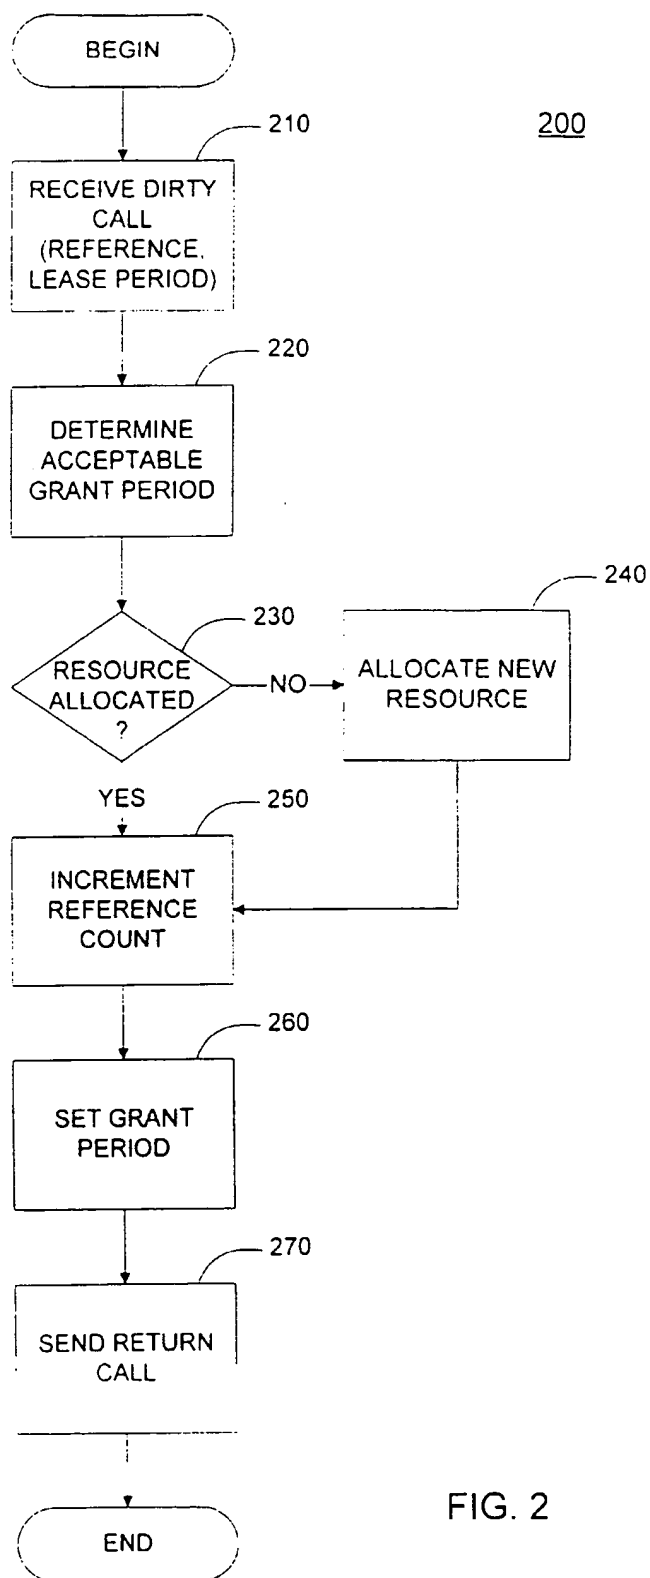 BEGIN
210
200
RECEIVE DIRTY
CALL
(REFERENCE,
LEASE PERIOD)
220
DETERMINE
ACCEPTABLE
GRANT PERIOD
230
240
RESOURCE
ALLOCATED
?
NO
ALLOCATE NEW
RESOURCE
YES
250
INCREMENT
REFERENCE
COUNT
260
SET GRANT
PERIOD
270
SEND RETURN
CALL
END
FIG. 2